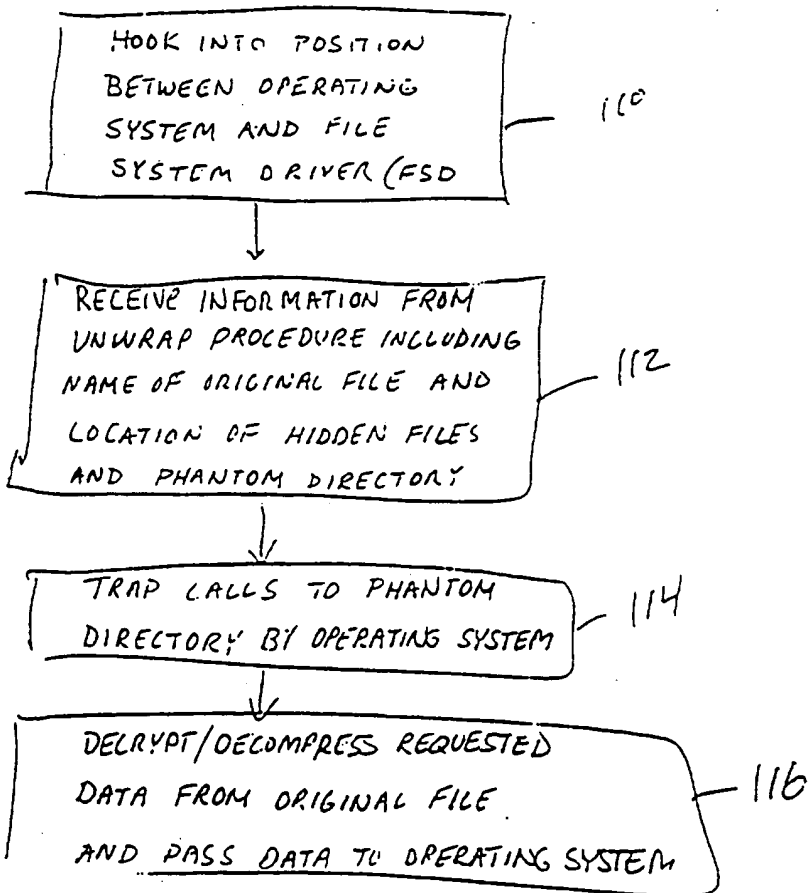 HOOK INTO POSITION
BETWEEN OPERATING
SYSTEM AND FILE
SYSTEM DRIVER (FSD
110
RECEIVE INFORMATION FROM
UNWRAP PROCEDURE INCLUDING
NAME OF ORIGINAL FILE AND
LOCATION OF HIDDEN FILES
AND PHANTOM DIRECTORY
112
TRAP CALLS TO PHANTOM
DIRECTORY BY OPERATING SYSTEM
114
DECRYPT/DECOMPRESS REQUESTED
DATA FROM ORIGINAL FILE
AND PASS DATA TO OPERATING SYSTEM
116